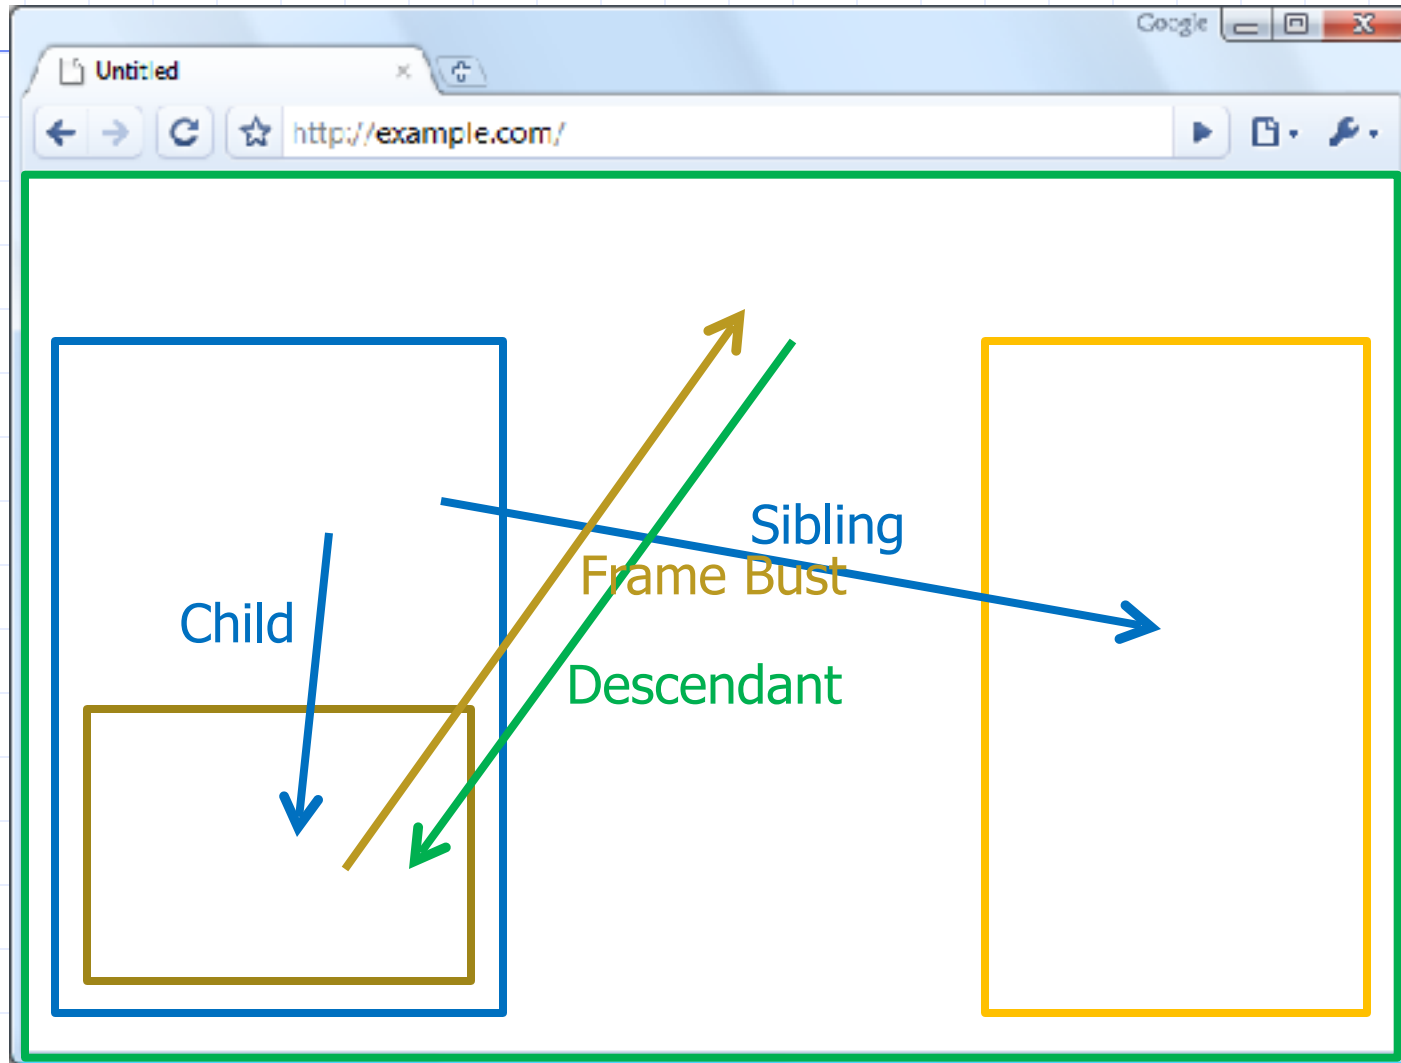 Google
Untitled
http://example.com/
Sibling
Frame Bust
Child
Descendant